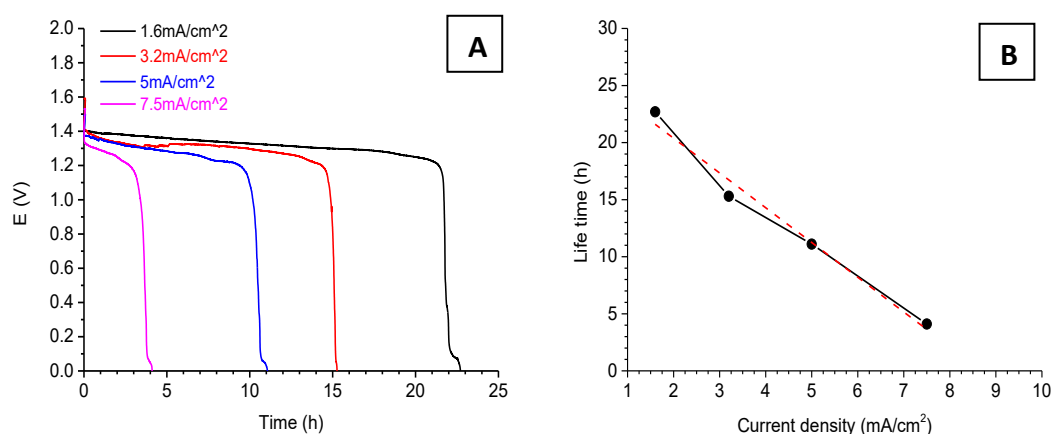 A
1.6mA/cm^2
3.2mA/cm^2
5mA/cm^2
7.5mA/cm^2
E (V)
2.0
1.8
1.6
1.4
1.2
1.0
0.8
0.6
0.4
0.2
0.0
0 5 10 15 20 25
Time (h)
B
Life time (h)
30
25
20
15
10
5
0
1 2 3 4 5 6 7 8 9 10
Current density (mA/cm²)